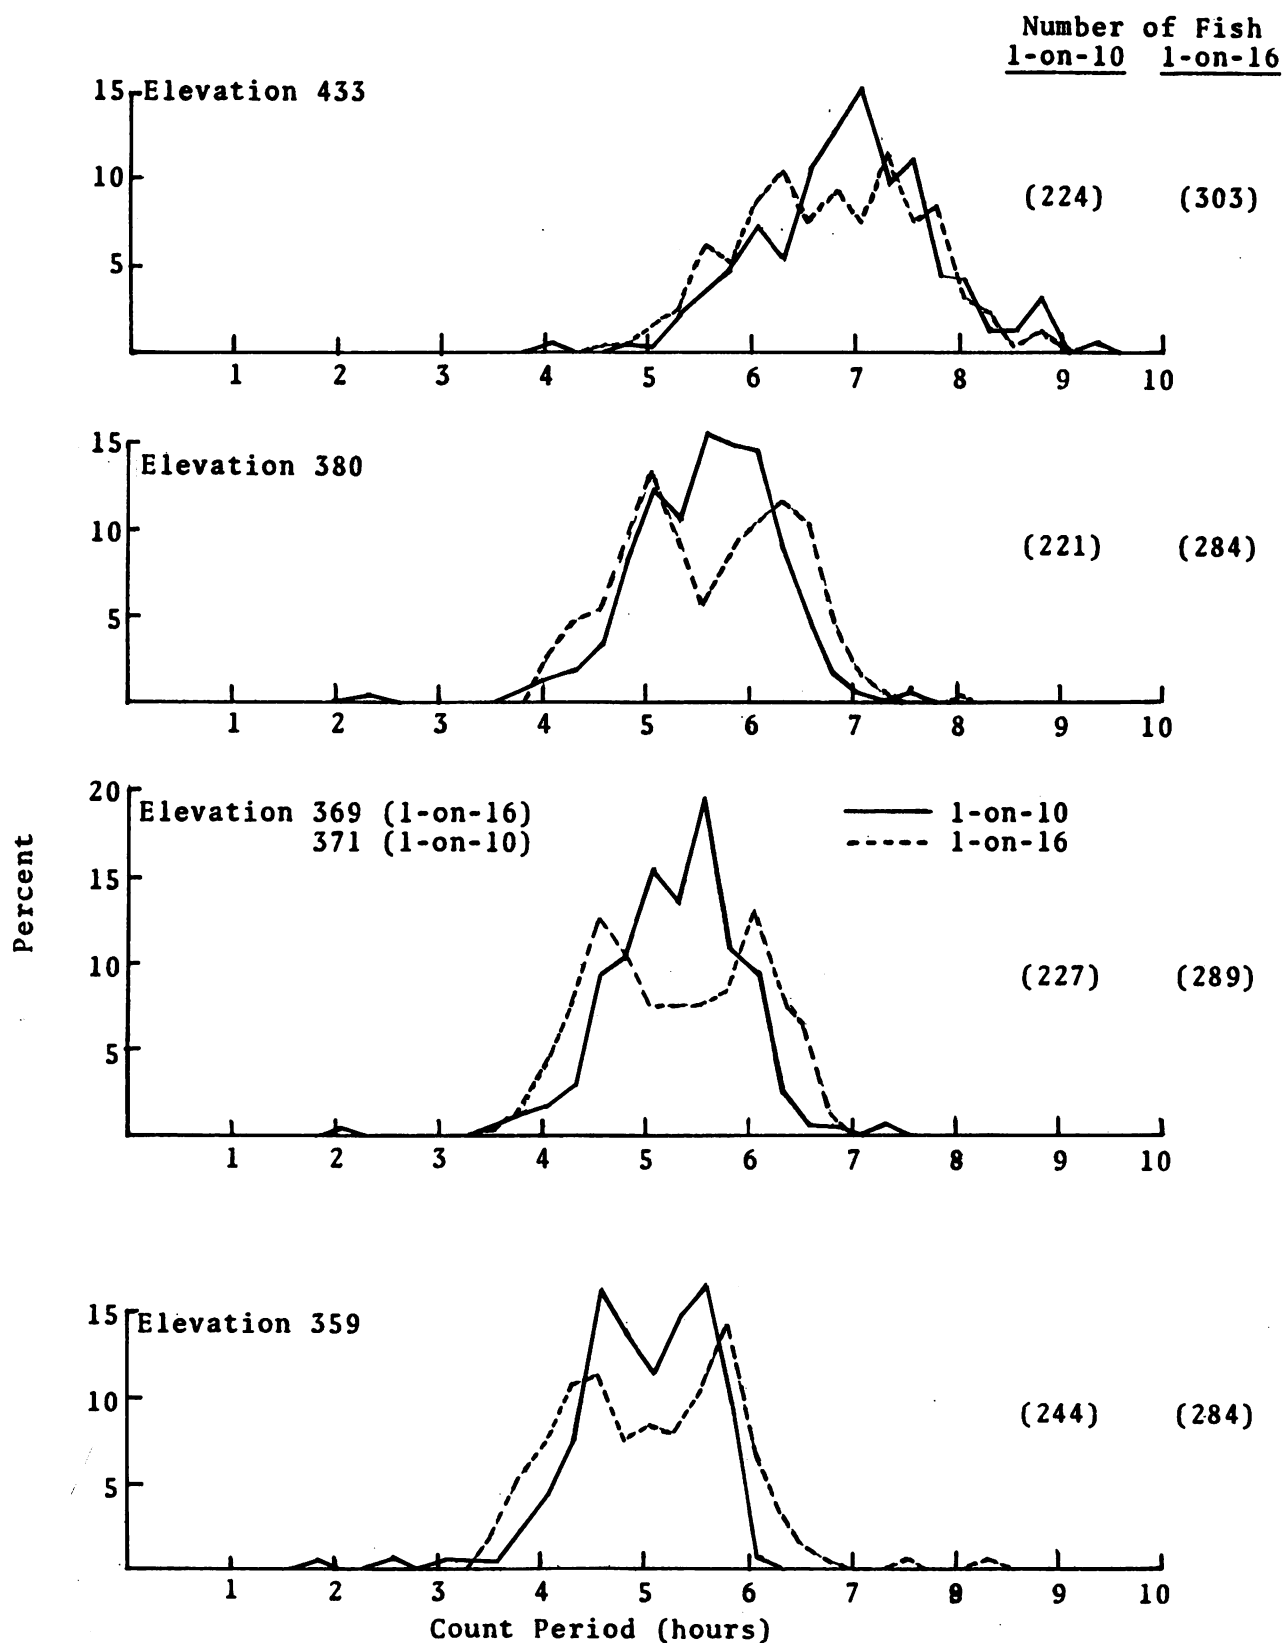 Number of Fish
1-on-10 1-on-16
15 Elevation 433
10
(224) (303)
5
1 2 3 4 5 6 7 8 9 10
15
Elevation 380
10
(221) (284)
5
1 2 3 4 5 6 7 8 9 10
20
Elevation 369 (1-on-16) 1-on-10
371 (1-on-10) 1-on-16
15
Percent
10
(227) (289)
5
1 2 3 4 5 6 7 8 9 10
15 Elevation 359
10
(244) (284)
5
1 2 3 4 5 6 7 8 9 10
Count Period (hours)